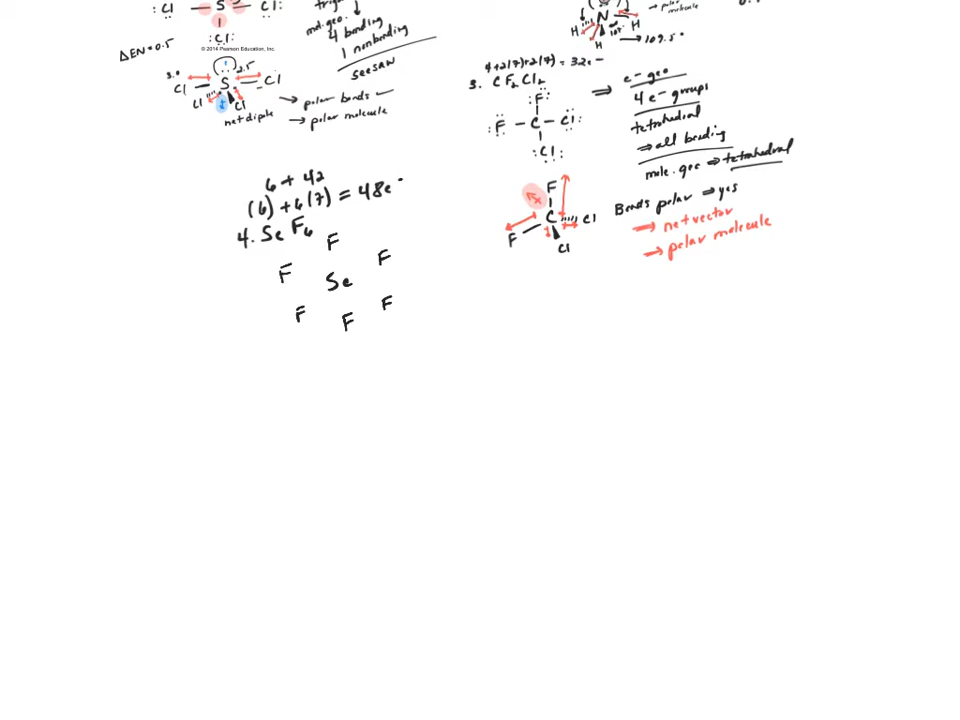 : Cl — S — Cl :
: Cl :
ΔEN = 0.5
© 2014 Pearson Education, Inc.
mol. geo.
4 bonding
1 nonbonding
seesaw
3.0
2.5
Cl — S — Cl
Cl Cl
net dipole
→ polar bonds
→ polar molecule
N
H H
H
→ polar molecule
→ 109.5°
4+2(7)+2(7) = 32e-
3. CF2Cl2
: F :
: F — C — Cl :
: Cl :
⇒ e- geo
4 e- groups
tetrahedral
⇒ all bonding
mole. geo ⇒ tetrahedral
F
C Cl
F Cl
Bonds polar ⇒ yes
→ net vector
→ polar molecule
6 + 42
(6) + 6(7) = 48e-
4. SeF6
F
F F
Se
F F
F